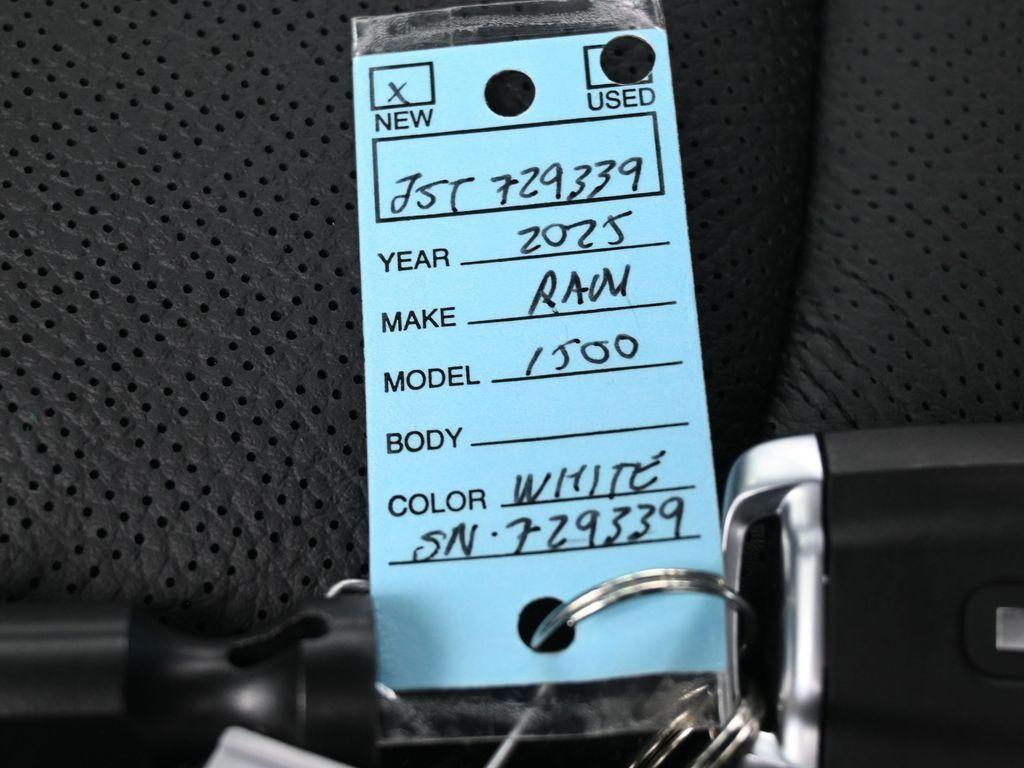 X
NEW USED
JST 729339
YEAR 2025
MAKE RAM
MODEL 1500
BODY
COLOR WHITE
SN. 729339